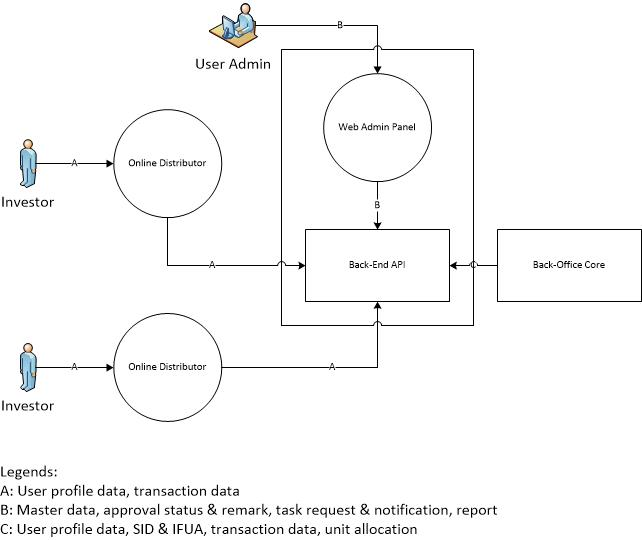 B
User Admin
Web Admin Panel
Online Distributor
A
Investor
B
A
Back-End API
C
Back-Office Core
A
Online Distributor
A
Investor
Legends:
A: User profile data, transaction data
B: Master data, approval status & remark, task request & notification, report
C: User profile data, SID & IFUA, transaction data, unit allocation